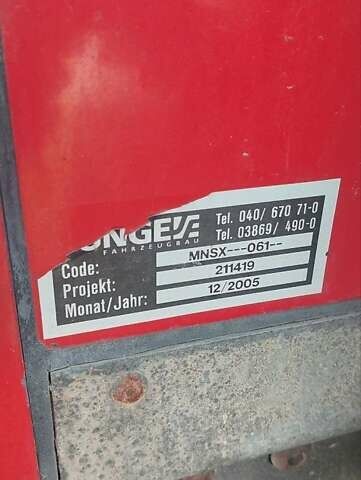 UNGE
FAHRZEUGBAU
Tel. 040/ 670 71-0
Tel. 03869/ 490-0
Code: MNSX---061--
Projekt: 211419
Monat/Jahr: 12/2005